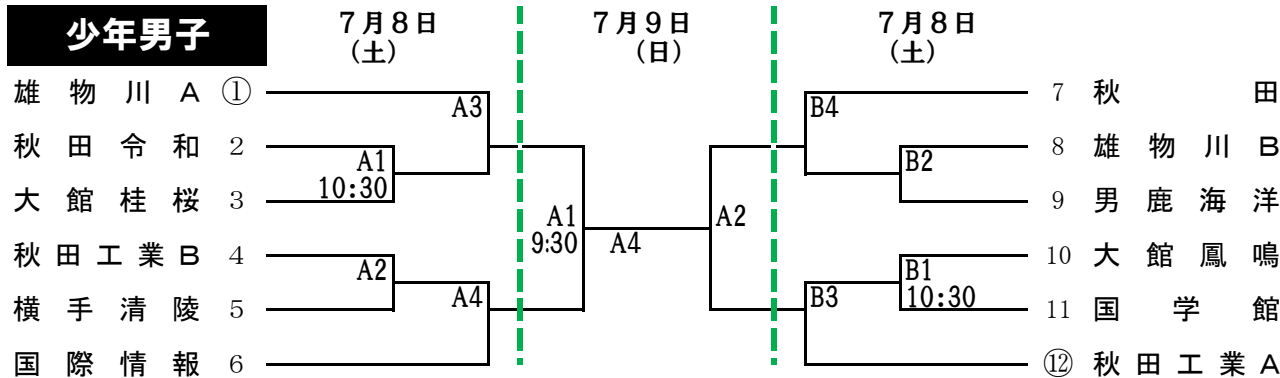 少年男子
7月8日
(土)
7月9日
(日)
7月8日
(土)
雄物川A ①
秋田令和 2
大館桂桜 3
秋田工業B 4
横手清陵 5
国際情報 6
A3
A1
10:30
A2
A4
A1
9:30
A4
A2
B4
B2
B1
10:30
B3
7 秋田
8 雄物川B
9 男鹿海洋
10 大館鳳鳴
11 国学館
⑫ 秋田工業A